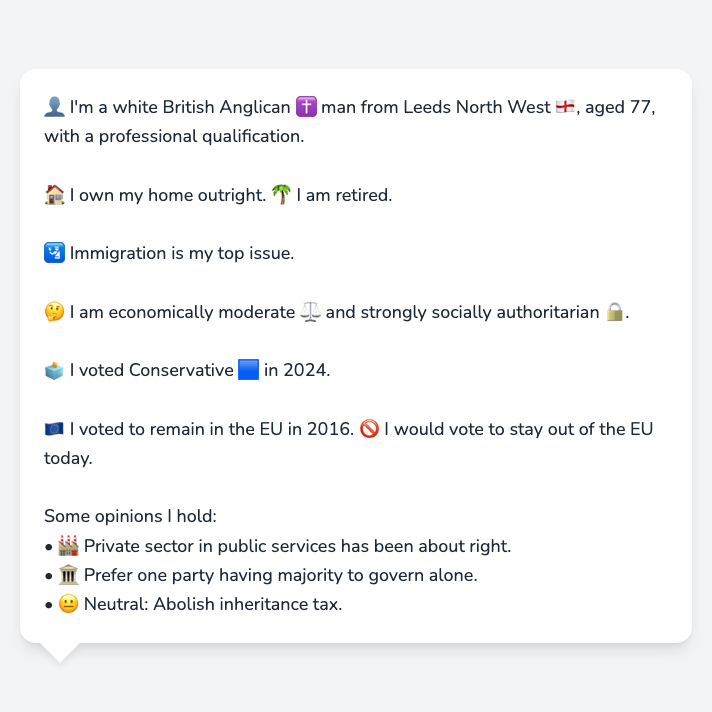 👤 I'm a white British Anglican ✝️ man from Leeds North West 🏴󠁧󠁢󠁥󠁮󠁧󠁿, aged 77,
with a professional qualification.
🏠 I own my home outright. 🌴 I am retired.
🛂 Immigration is my top issue.
🤔 I am economically moderate ⚖️ and strongly socially authoritarian 🔒.
🗳️ I voted Conservative 🟦 in 2024.
🇪🇺 I voted to remain in the EU in 2016. 🚫 I would vote to stay out of the EU
today.
Some opinions I hold:
• 🏭 Private sector in public services has been about right.
• 🏛️ Prefer one party having majority to govern alone.
• 😐 Neutral: Abolish inheritance tax.